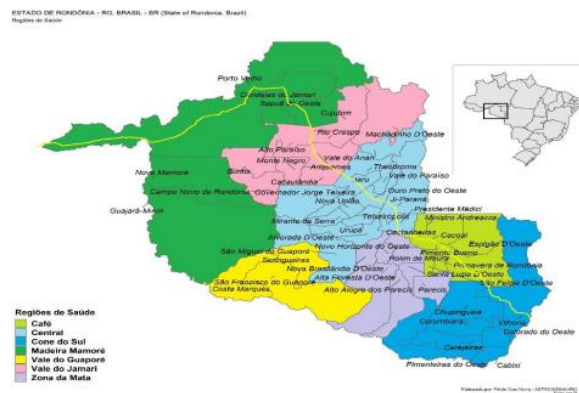 ESTADO DE RONDÔNIA - RO, BRASIL - BR (State of Rondonia, Brazil)
Regiões de Saúde
Porto Velho
Candeias do Jamari
Itapuã do Oeste
Cujubim
Rio Crespo
Machadinho D'Oeste
Alto Paraíso
Monte Negro
Vale do Anari
Buritis
Ariquemes
Theobroma
Cacaulândia
Jaru
Vale do Paraíso
Nova Mamoré
Campo Novo de Rondônia
Governador Jorge Teixeira
Ouro Preto do Oeste
Nova União
Ji-Paraná
Guajará-Mirim
Presidente Médici
Mirante da Serra
Teixeirópolis
Ministro Andreazza
Urupá
Castanheiras
Cacoal
Alvorada D'Oeste
Espigão D'Oeste
São Miguel do Guaporé
Novo Horizonte do Oeste
Pimenta Bueno
Seringueiras
Rolim de Moura
Primavera de Rondônia
Nova Brasilândia D'Oeste
Santa Luzia D'Oeste
Alta Floresta D'Oeste
São Felipe D'Oeste
São Francisco do Guaporé
Costa Marques
Alto Alegre dos Parecis
Parecis
Chupinguaia
Corumbiara
Vilhena
Colorado do Oeste
Cerejeiras
Pimenteiras do Oeste
Cabixi
Regiões de Saúde
Café
Central
Cone do Sul
Madeira Mamoré
Vale do Guaporé
Vale do Jamari
Zona da Mata